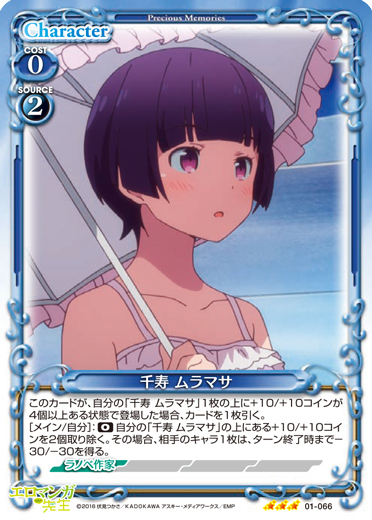 Precious Memories
Character
COST
0
SOURCE
2
千寿 ムラマサ
このカードが、自分の「千寿 ムラマサ」1枚の上に+10/+10コインが
4個以上ある状態で登場した場合、カードを1枚引く。
[メイン/自分]:0自分の「千寿 ムラマサ」の上にある+10/+10コ
インを2個取り除く。その場合、相手のキャラ1枚は、ターン終了時まで−
30/−30を得る。
ラノベ作家
エロマンガ先生
©2016 伏見つかさ/KADOKAWA アスキー・メディアワークス/EMP
01-066